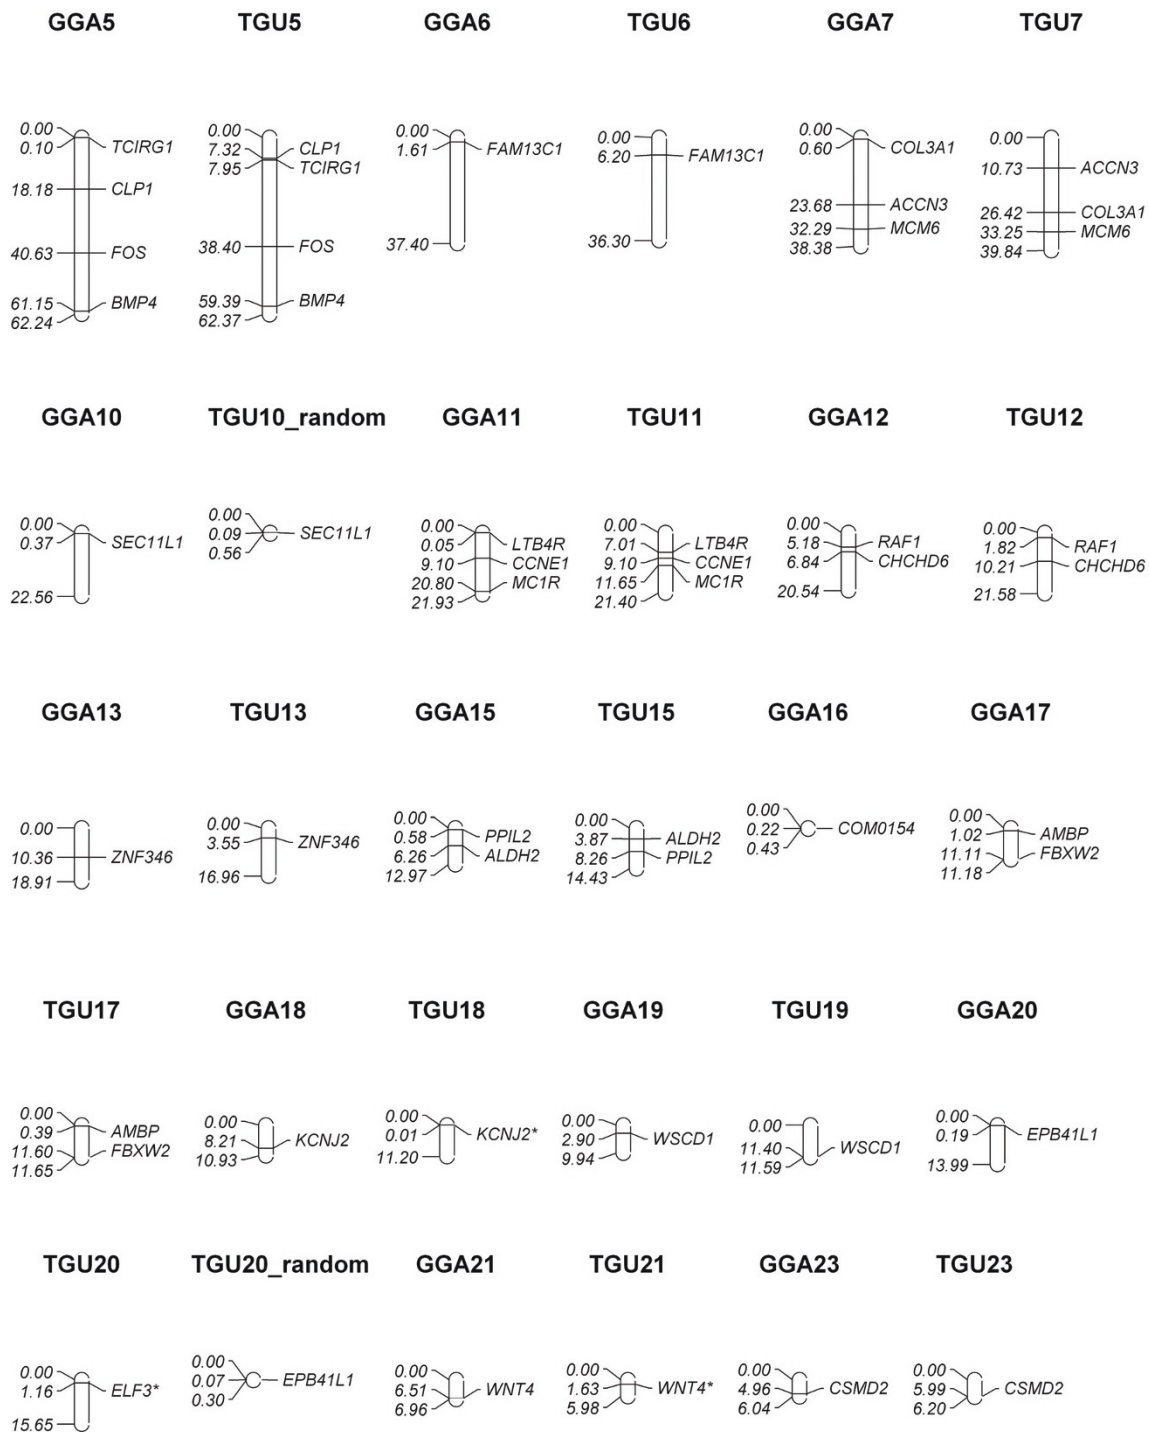 GGA5 TGU5 GGA6 TGU6 GGA7 TGU7
0.00
0.10 TCIRG1
18.18 CLP1
40.63 FOS
61.15 BMP4
62.24
0.00
7.32 CLP1
7.95 TCIRG1
38.40 FOS
59.39 BMP4
62.37
0.00
1.61 FAM13C1
37.40
0.00
6.20 FAM13C1
36.30
0.00
0.60 COL3A1
23.68 ACCN3
32.29 MCM6
38.38
0.00
10.73 ACCN3
26.42 COL3A1
33.25 MCM6
39.84
GGA10 TGU10_random GGA11 TGU11 GGA12 TGU12
0.00
0.37 SEC11L1
22.56
0.00
0.09 SEC11L1
0.56
0.00
0.05 LTB4R
9.10 CCNE1
20.80 MC1R
21.93
0.00
7.01 LTB4R
9.10 CCNE1
11.65 MC1R
21.40
0.00
5.18 RAF1
6.84 CHCHD6
20.54
0.00
1.82 RAF1
10.21 CHCHD6
21.58
GGA13 TGU13 GGA15 TGU15 GGA16 GGA17
0.00
10.36 ZNF346
18.91
0.00
3.55 ZNF346
16.96
0.00
0.58 PPIL2
6.26 ALDH2
12.97
0.00
3.87 ALDH2
8.26 PPIL2
14.43
0.00
0.22 COM0154
0.43
0.00
1.02 AMBP
11.11 FBXW2
11.18
TGU17 GGA18 TGU18 GGA19 TGU19 GGA20
0.00
0.39 AMBP
11.60 FBXW2
11.65
0.00
8.21 KCNJ2
10.93
0.00
0.01 KCNJ2*
11.20
0.00
2.90 WSCD1
9.94
0.00
11.40 WSCD1
11.59
0.00
0.19 EPB41L1
13.99
TGU20 TGU20_random GGA21 TGU21 GGA23 TGU23
0.00
1.16 ELF3*
15.65
0.00
0.07 EPB41L1
0.30
0.00
6.51 WNT4
6.96
0.00
1.63 WNT4*
5.98
0.00
4.96 CSMD2
6.04
0.00
5.99 CSMD2
6.20